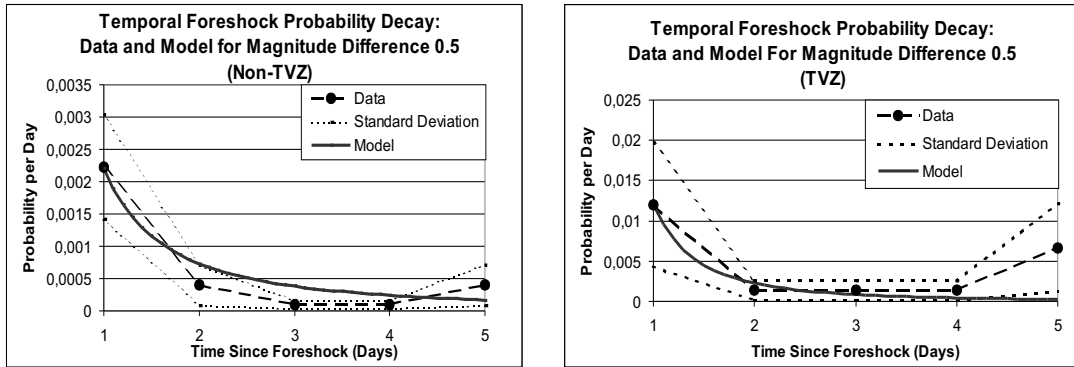 Temporal Foreshock Probability Decay:
Data and Model for Magnitude Difference 0.5
(Non-TVZ)
0,0035
0,003
0,0025
0,002
0,0015
0,001
0,0005
0
Probability per Day
Data
Standard Deviation
Model
1 2 3 4 5
Time Since Foreshock (Days)
Temporal Foreshock Probability Decay:
Data and Model For Magnitude Difference 0.5
(TVZ)
0,025
0,02
0,015
0,01
0,005
0
Probability per Day
Data
Standard Deviation
Model
1 2 3 4 5
Time Since Foreshock (Days)